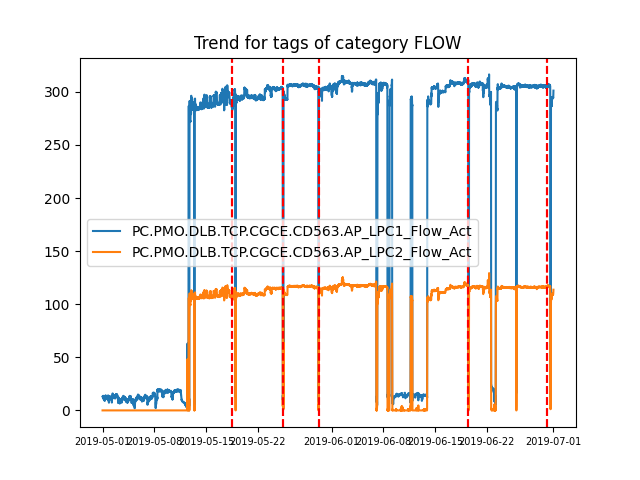 Trend for tags of category FLOW
300
250
200
150
100
50
0
PC.PMO.DLB.TCP.CGCE.CD563.AP_LPC1_Flow_Act
PC.PMO.DLB.TCP.CGCE.CD563.AP_LPC2_Flow_Act
2019-05-01 2019-05-08 2019-05-15 2019-05-22 2019-06-01 2019-06-08 2019-06-15 2019-06-22 2019-07-01